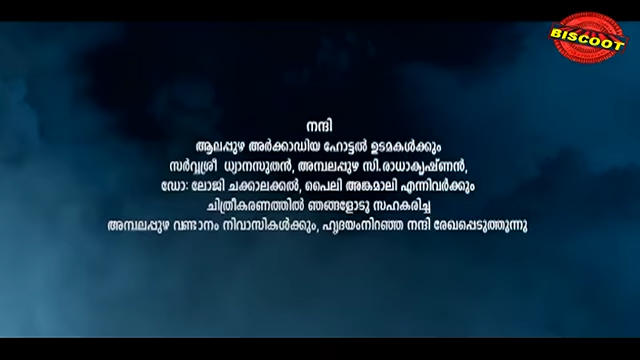 BISCOOT
നന്ദി
ആലപ്പുഴ അർക്കാഡിയ ഹോട്ടൽ ഉടമകൾക്കും
സർവ്വശ്രീ ധ്യാനസുതൻ, അമ്പലപ്പുഴ സി.രാധാകൃഷ്ണൻ,
ഡോ: ലോജി ചക്കാലക്കൽ, പൈലി അങ്കമാലി എന്നിവർക്കും
ചിത്രീകരണത്തിൽ ഞങ്ങളോടു സഹകരിച്ച
അമ്പലപ്പുഴ വണ്ടാനം നിവാസികൾക്കും, ഹൃദയംനിറഞ്ഞ നന്ദി രേഖപ്പെടുത്തുന്നു